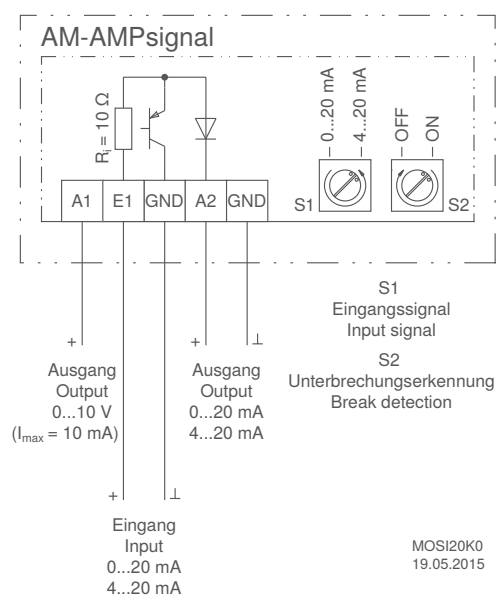 AM-AMPsignal
R_i = 10 Ω
0...20 mA
4...20 mA
OFF
ON
A1 E1 GND A2 GND
S1
S2
S1
Eingangssignal
Input signal
S2
Unterbrechungserkennung
Break detection
+
Ausgang
Output
0...10 V
(I_max = 10 mA)
+ ⊥
Ausgang
Output
0...20 mA
4...20 mA
+ ⊥
Eingang
Input
0...20 mA
4...20 mA
MOSI20K0
19.05.2015